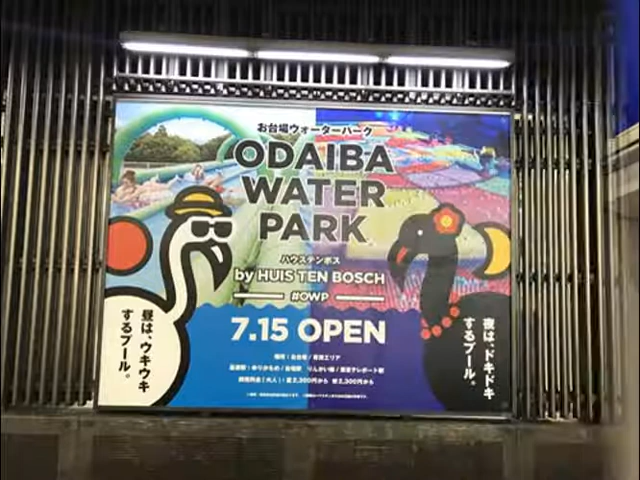 お台場ウォーターパーク
ODAIBA
WATER
PARK
ハウステンボス
by HUIS TEN BOSCH
#OWP
7.15 OPEN
昼は、ウキウキ
するプール。
夜は、ドキドキ
するプール。